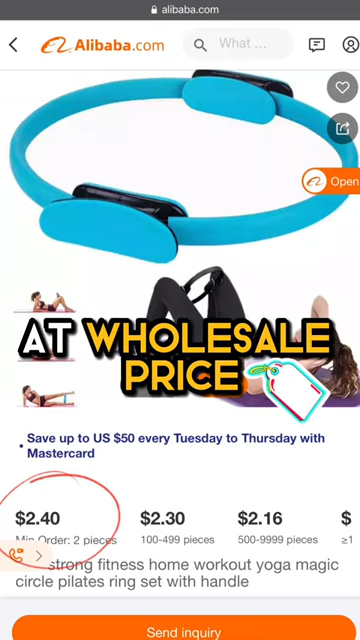 alibaba.com
Alibaba.com
What ...
Open
AT WHOLESALE
PRICE
Save up to US $50 every Tuesday to Thursday with
Mastercard
$2.40
$2.30
$2.16
$
Min Order: 2 pieces
100-499 pieces
500-9999 pieces
≥1
strong fitness home workout yoga magic
circle pilates ring set with handle
Send inquiry